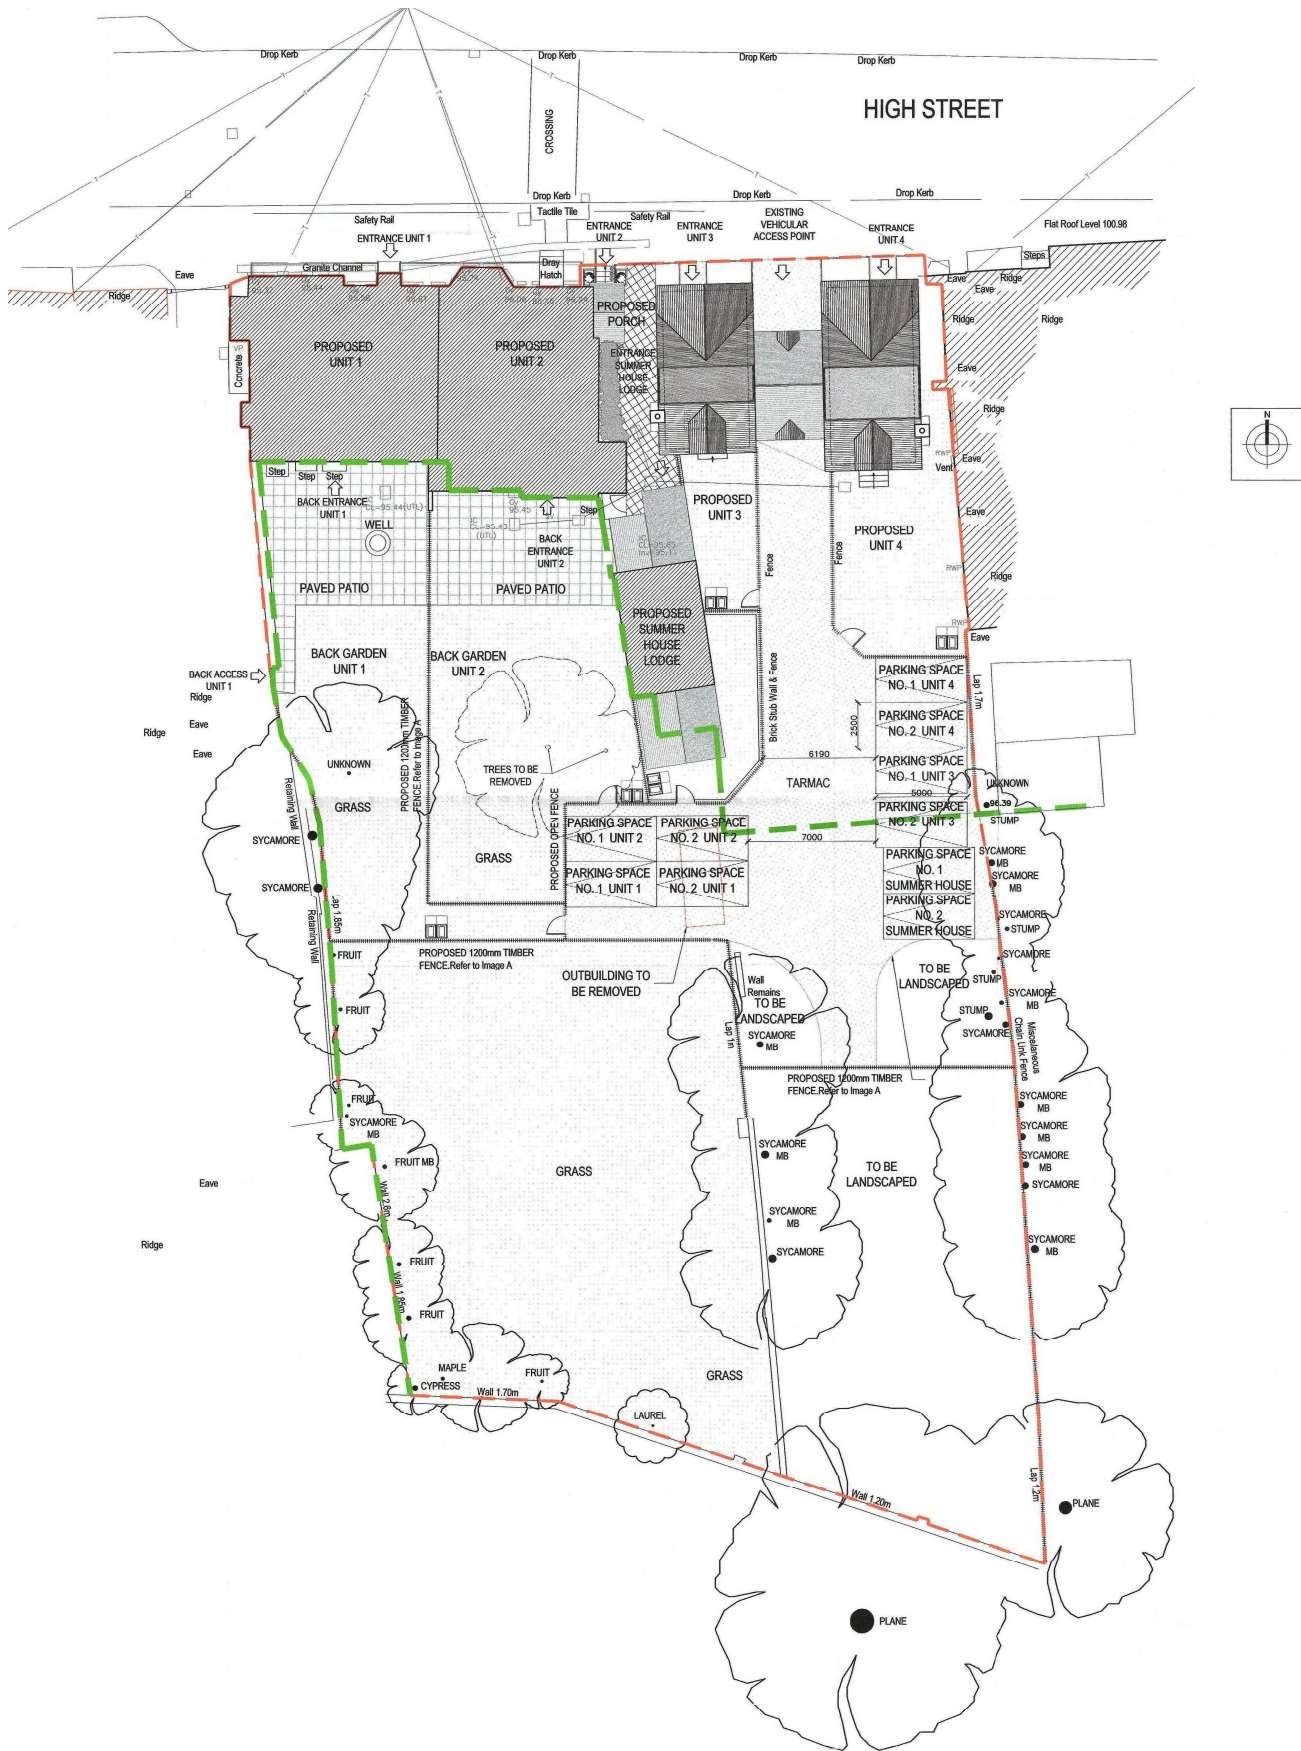 Drop Kerb
Drop Kerb
Drop Kerb
Drop Kerb
HIGH STREET
CROSSING
Drop Kerb
Drop Kerb
Drop Kerb
Tactile Tile
Safety Rail
Safety Rail
EXISTING
VEHICULAR
ACCESS POINT
ENTRANCE UNIT 1
ENTRANCE
UNIT 2
ENTRANCE
UNIT 3
ENTRANCE
UNIT 4
Flat Roof Level 100.98
Steps
Eave
Ridge
Granite Channel
Dray
Hatch
Eave
Eave
Ridge
Ridge
PROPOSED
PORCH
PROPOSED
UNIT 1
PROPOSED
UNIT 2
ENTRANCE
SUMMER
HOUSE
LODGE
VP
Concrete
Eave
Ridge
N
RWP
Eave
Vent
Step
Step
Step
BACK ENTRANCE
UNIT 1
CL-95.44(UTL)
WELL
95.45
Step
BACK
ENTRANCE
UNIT 2
(UTL)
PROPOSED
UNIT 3
PROPOSED
UNIT 4
Eave
Fence
Fence
RWP
Ridge
PAVED PATIO
PAVED PATIO
PROPOSED
SUMMER
HOUSE
LODGE
RWP
Eave
BACK GARDEN
UNIT 1
BACK GARDEN
UNIT 2
BACK ACCESS
UNIT 1
Ridge
Eave
Ridge
Eave
Brick Stub Wall & Fence
PARKING SPACE
NO. 1 UNIT 4
PARKING SPACE
NO. 2 UNIT 4
PARKING SPACE
NO. 1 UNIT 3
PARKING SPACE
NO. 2 UNIT 3
PARKING SPACE
NO. 1
SUMMER HOUSE
PARKING SPACE
NO. 2
SUMMER HOUSE
Lap 1.7m
2500
6190
5000
7000
TARMAC
UNKNOWN
96.39
STUMP
UNKNOWN
GRASS
PROPOSED 1200mm TIMBER
FENCE.Refer to Image A
TREES TO BE
REMOVED
GRASS
PROPOSED OPEN FENCE
PARKING SPACE
NO. 1 UNIT 2
PARKING SPACE
NO. 2 UNIT 2
PARKING SPACE
NO. 1 UNIT 1
PARKING SPACE
NO. 2 UNIT 1
Retaining Wall
SYCAMORE
SYCAMORE
Lap 1.85m
Retaining Wall
SYCAMORE
MB
SYCAMORE
MB
SYCAMORE
STUMP
SYCAMORE
STUMP
SYCAMORE
MB
STUMP
SYCAMORE
FRUIT
PROPOSED 1200mm TIMBER
FENCE.Refer to Image A
OUTBUILDING TO
BE REMOVED
Wall
Remains
TO BE
LANDSCAPED
TO BE
LANDSCAPED
FRUIT
Lap 1m
SYCAMORE
MB
Miscelaneous
Chain Link Fence
PROPOSED 1200mm TIMBER
FENCE.Refer to Image A
FRUIT
SYCAMORE
MB
SYCAMORE
MB
SYCAMORE
MB
SYCAMORE
MB
SYCAMORE
SYCAMORE
MB
FRUIT MB
GRASS
SYCAMORE
MB
TO BE
LANDSCAPED
Eave
Wall 2.6m
SYCAMORE
MB
SYCAMORE
Ridge
FRUIT
Wall 1.85m
FRUIT
MAPLE
FRUIT
CYPRESS
Wall 1.70m
GRASS
LAUREL
Wall 1.20m
Lap 1.2m
PLANE
PLANE